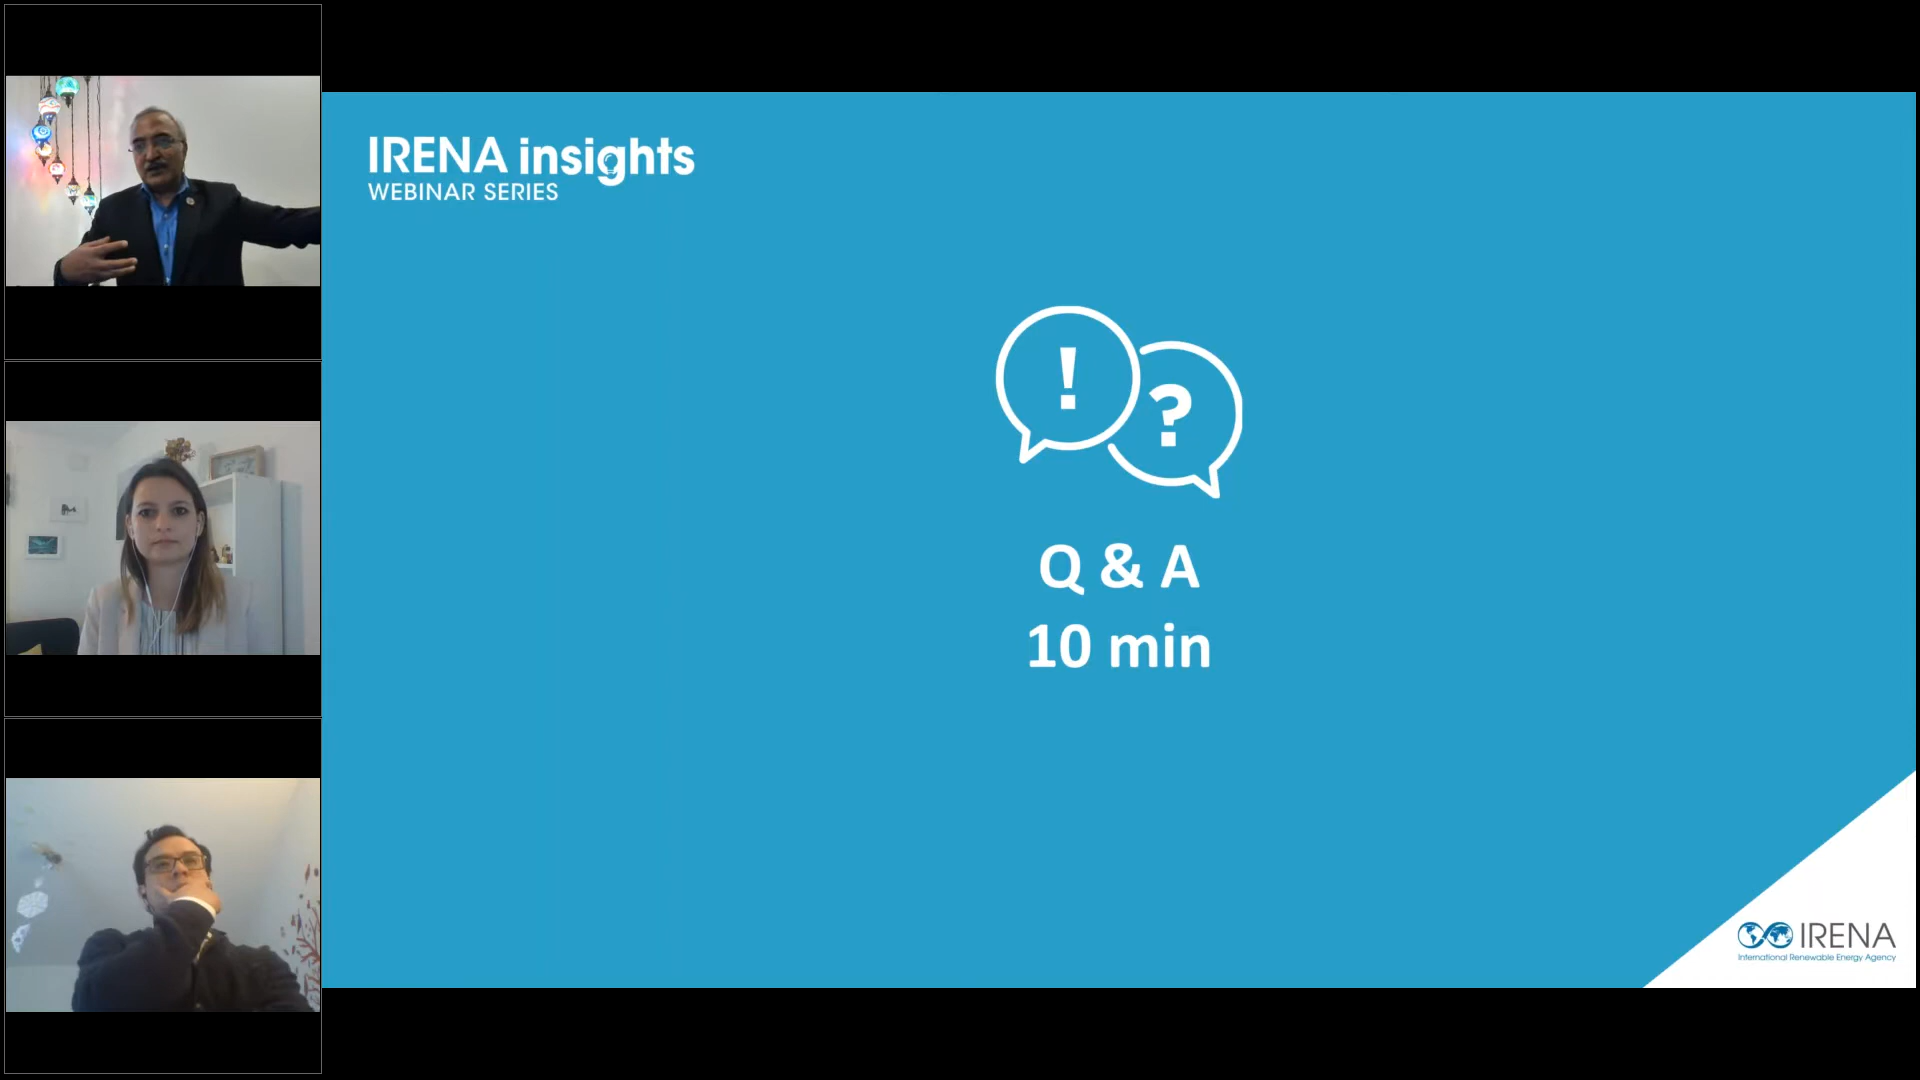 IRENA insights
WEBINAR SERIES
!
?
Q & A
10 min
IRENA
International Renewable Energy Agency